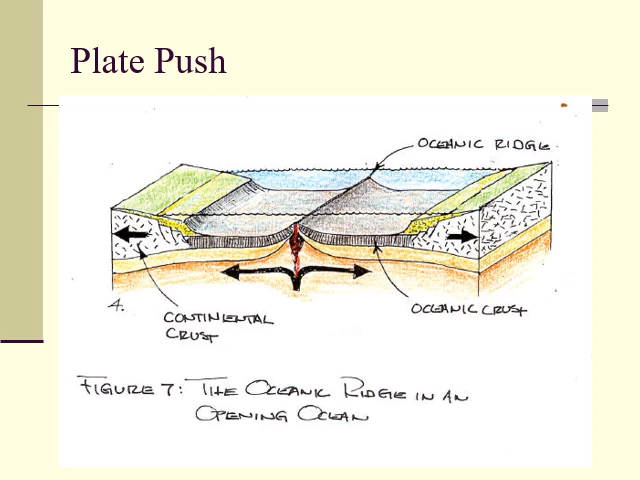 Plate Push
OCEANIC RIDGE
4.
CONTINENTAL
CRUST
OCEANIC CRUST
FIGURE 7: THE OCEANIC RIDGE IN AN
OPENING OCEAN